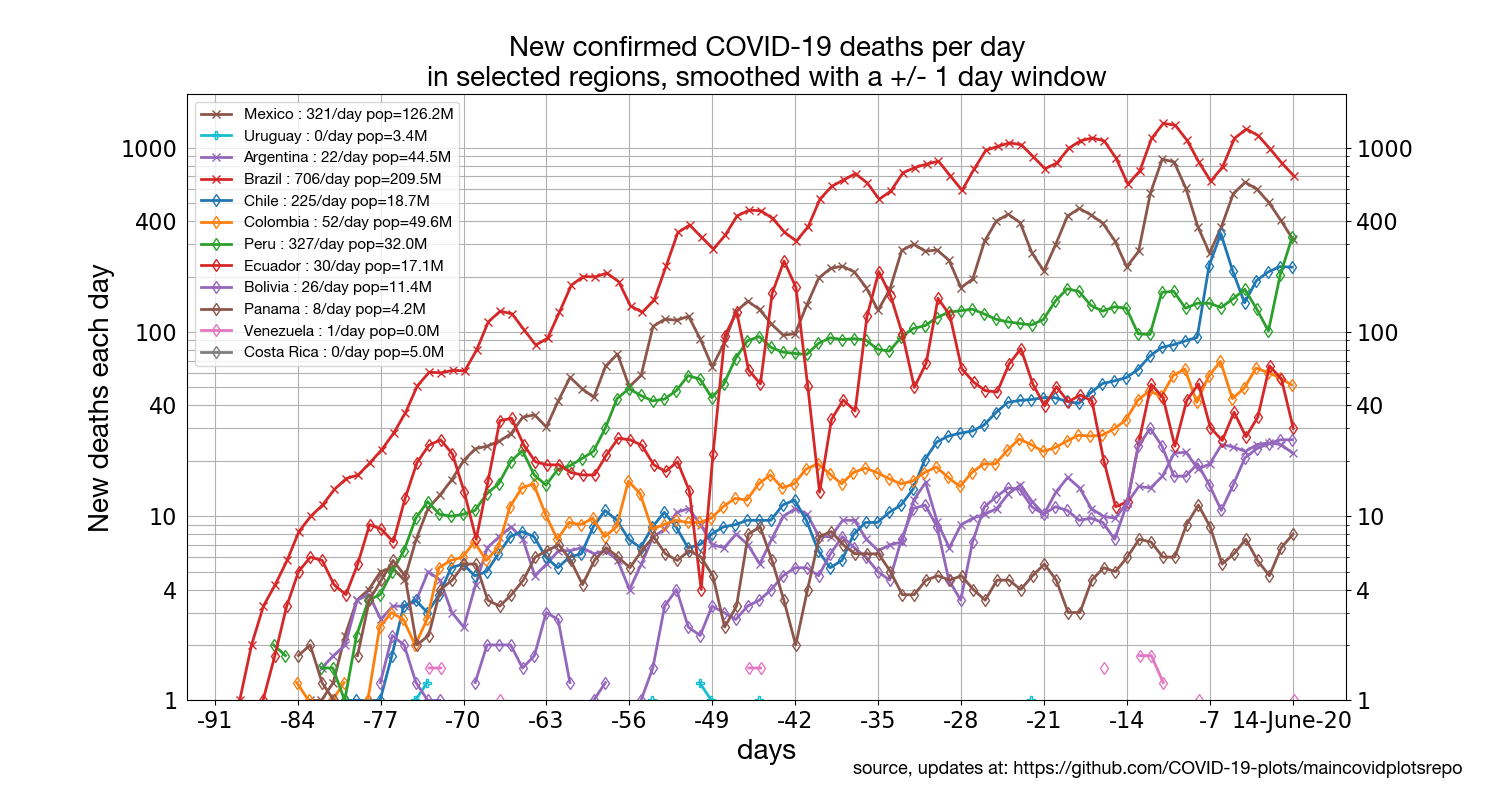 New confirmed COVID-19 deaths per day
in selected regions, smoothed with a +/- 1 day window
Mexico : 321/day pop=126.2M
Uruguay : 0/day pop=3.4M
Argentina : 22/day pop=44.5M
Brazil : 706/day pop=209.5M
Chile : 225/day pop=18.7M
Colombia : 52/day pop=49.6M
Peru : 327/day pop=32.0M
Ecuador : 30/day pop=17.1M
Bolivia : 26/day pop=11.4M
Panama : 8/day pop=4.2M
Venezuela : 1/day pop=0.0M
Costa Rica : 0/day pop=5.0M
New deaths each day
1000
400
100
40
10
4
1
1000
400
100
40
10
4
1
-91 -84 -77 -70 -63 -56 -49 -42 -35 -28 -21 -14 -7 14-June-20
days
source, updates at: https://github.com/COVID-19-plots/maincovidplotsrepo